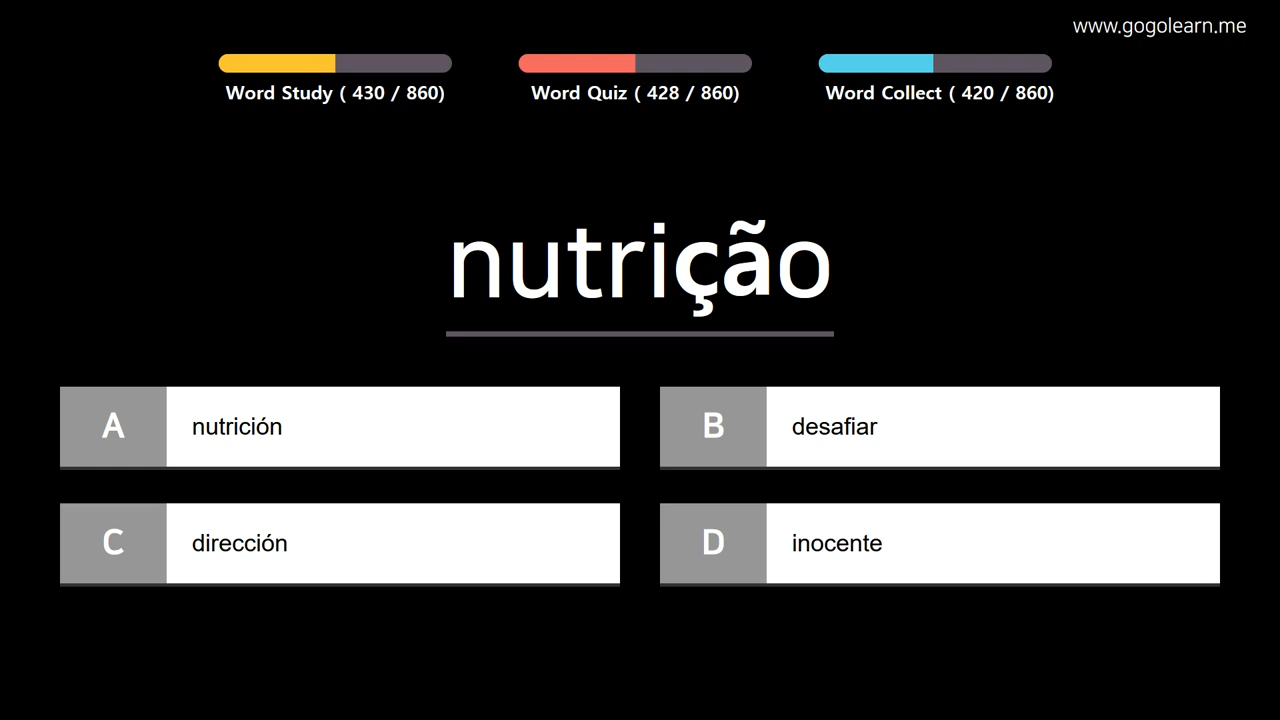 www.gogolearn.me
Word Study ( 430 / 860)
Word Quiz ( 428 / 860)
Word Collect ( 420 / 860)
nutrição
A nutrición
B desafiar
C dirección
D inocente